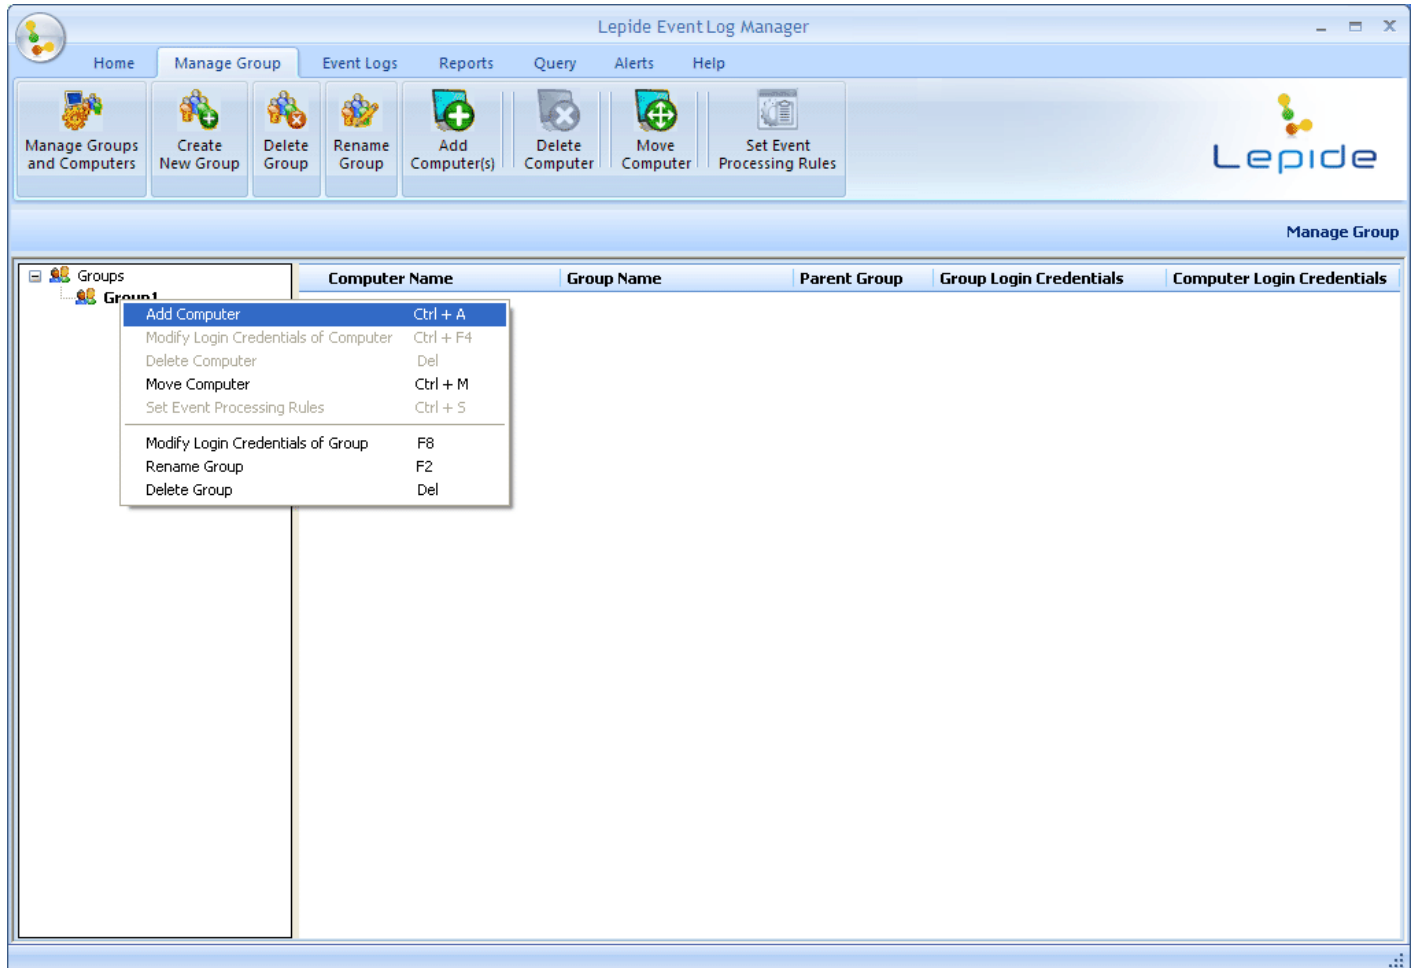 Lepide Event Log Manager
Home Manage Group Event Logs Reports Query Alerts Help
Manage Groups and Computers
Create New Group
Delete Group
Rename Group
Add Computer(s)
Delete Computer
Move Computer
Set Event Processing Rules
Lepide
Manage Group
Groups
Group1
Computer Name Group Name Parent Group Group Login Credentials Computer Login Credentials
Add Computer Ctrl + A
Modify Login Credentials of Computer Ctrl + F4
Delete Computer Del
Move Computer Ctrl + M
Set Event Processing Rules Ctrl + S
Modify Login Credentials of Group F8
Rename Group F2
Delete Group Del